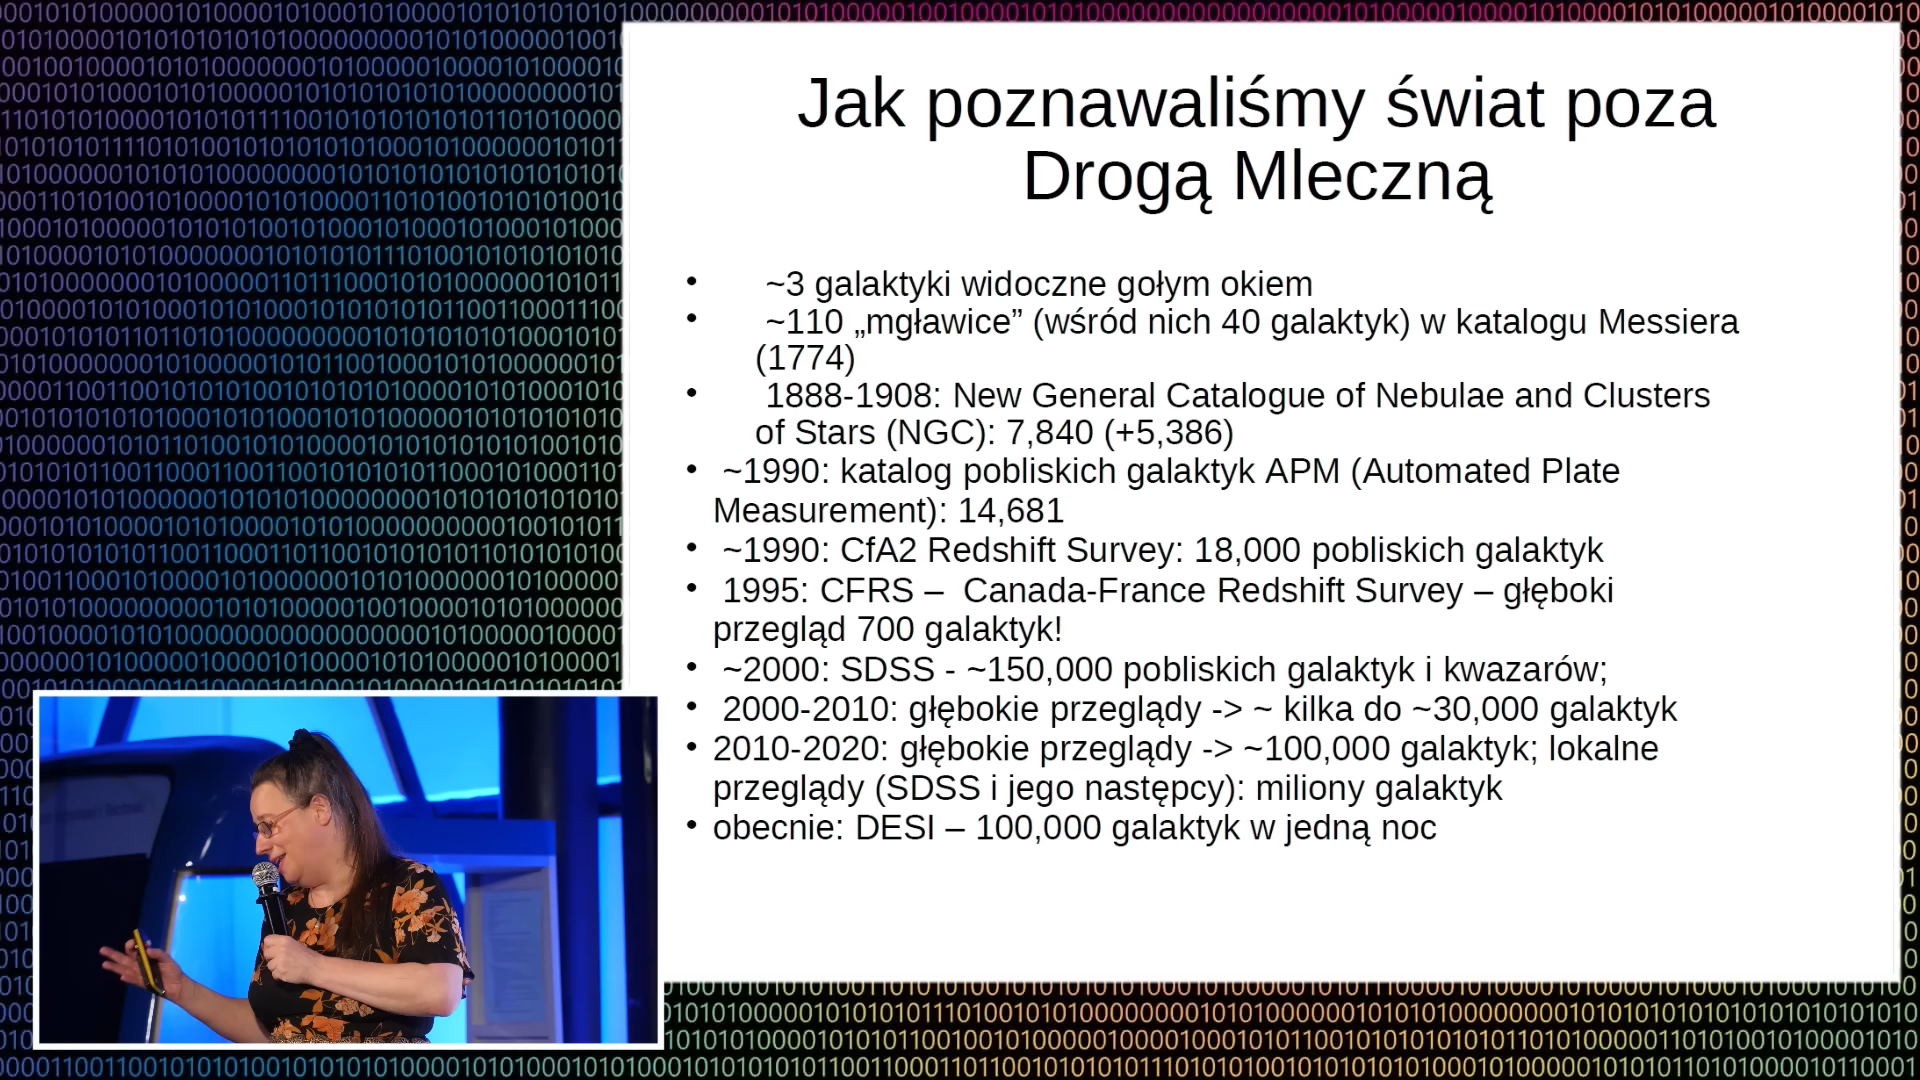 Jak poznawaliśmy świat poza
Drogą Mleczną
• ~3 galaktyki widoczne gołym okiem
• ~110 „mgławice” (wśród nich 40 galaktyk) w katalogu Messiera
(1774)
• 1888-1908: New General Catalogue of Nebulae and Clusters
of Stars (NGC): 7,840 (+5,386)
• ~1990: katalog pobliskich galaktyk APM (Automated Plate
Measurement): 14,681
• ~1990: CfA2 Redshift Survey: 18,000 pobliskich galaktyk
• 1995: CFRS – Canada-France Redshift Survey – głęboki
przegląd 700 galaktyk!
• ~2000: SDSS - ~150,000 pobliskich galaktyk i kwazarów;
• 2000-2010: głębokie przeglądy -> ~ kilka do ~30,000 galaktyk
• 2010-2020: głębokie przeglądy -> ~100,000 galaktyk; lokalne
przeglądy (SDSS i jego następcy): miliony galaktyk
• obecnie: DESI – 100,000 galaktyk w jedną noc